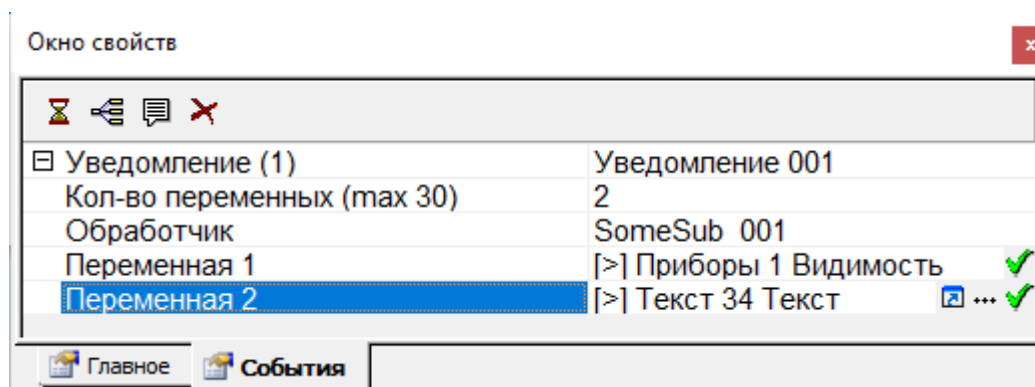 Окно свойств
Уведомление (1) Уведомление 001
Кол-во переменных (max 30) 2
Обработчик SomeSub_001
Переменная 1 [>] Приборы 1 Видимость
Переменная 2 [>] Текст 34 Текст ...
Главное События